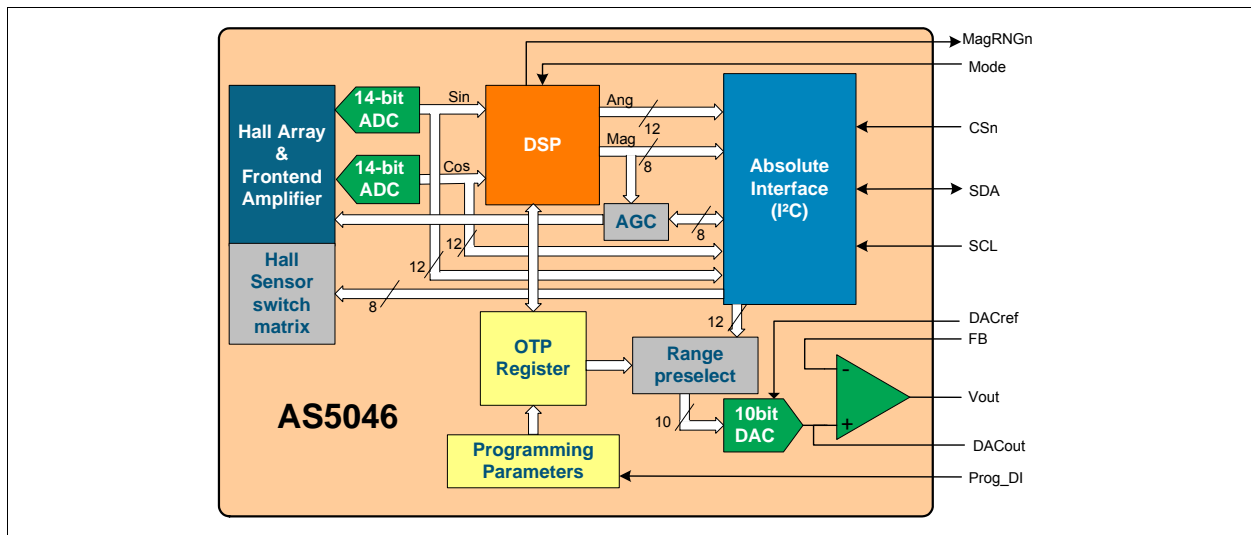 MagRNGn
Mode
Hall Array
&
Frontend
Amplifier
14-bit
ADC
Sin
DSP
Ang
12
Mag
8
Absolute
Interface
(I²C)
CSn
14-bit
ADC
Cos
SDA
AGC
8
Hall
Sensor
switch
matrix
12
12
8
SCL
12
OTP
Register
Range
preselect
DACref
FB
-
+
Vout
AS5046
10
10bit
DAC
DACout
Programming
Parameters
Prog_DI